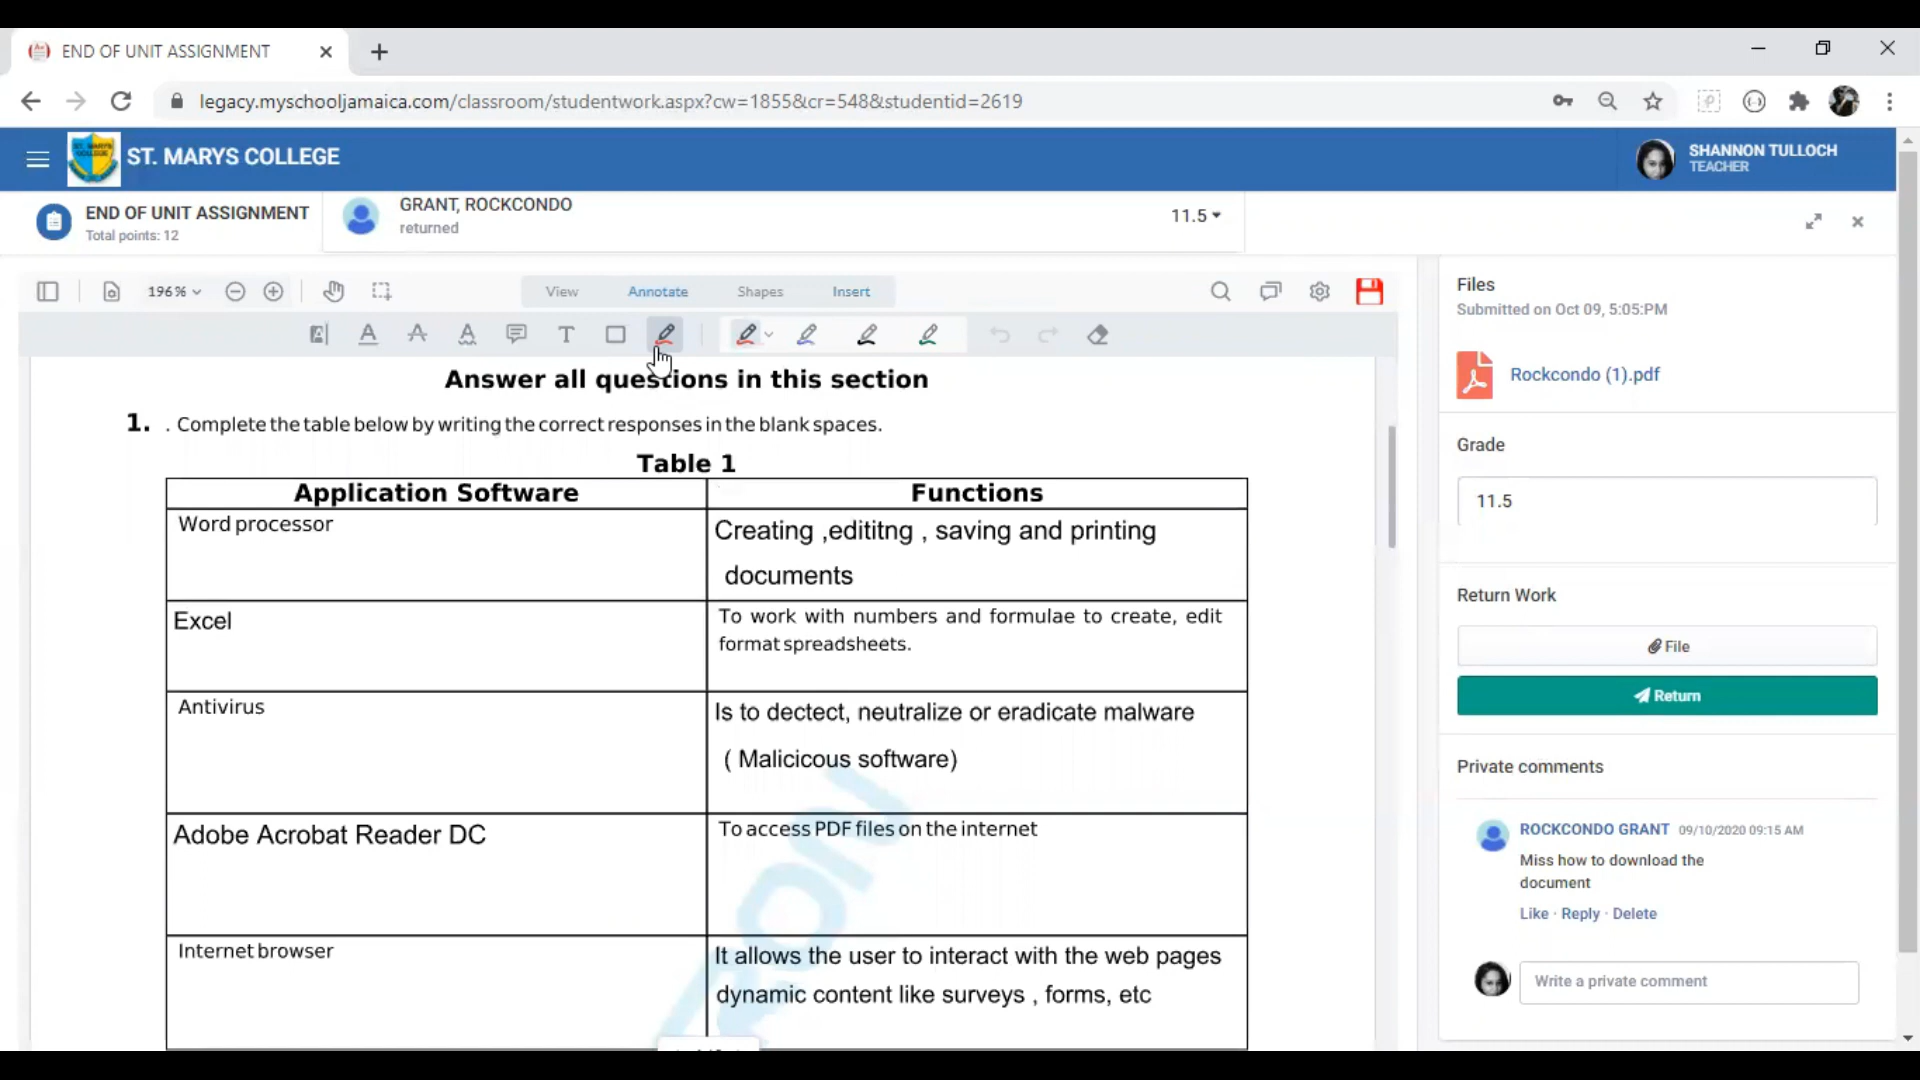 END OF UNIT ASSIGNMENT
legacy.myschooljamaica.com/classroom/studentwork.aspx?cw=1855&cr=548&studentid=2619
ST. MARYS COLLEGE
SHANNON TULLOCH
TEACHER
END OF UNIT ASSIGNMENT
Total points: 12
GRANT, ROCKCONDO
returned
11.5
196%
View Annotate Shapes Insert
Answer all questions in this section
1. . Complete the table below by writing the correct responses in the blank spaces.
Table 1
Application Software Functions
Word processor
Creating ,edititng , saving and printing
documents
Excel
To work with numbers and formulae to create, edit
format spreadsheets.
Antivirus
Is to dectect, neutralize or eradicate malware
( Malicicous software)
Adobe Acrobat Reader DC
To access PDF files on the internet
Internet browser
It allows the user to interact with the web pages
dynamic content like surveys , forms, etc
Files
Submitted on Oct 09, 5:05:PM
Rockcondo (1).pdf
Grade
11.5
Return Work
File
Return
Private comments
ROCKCONDO GRANT 09/10/2020 09:15 AM
Miss how to download the
document
Like · Reply · Delete
Write a private comment